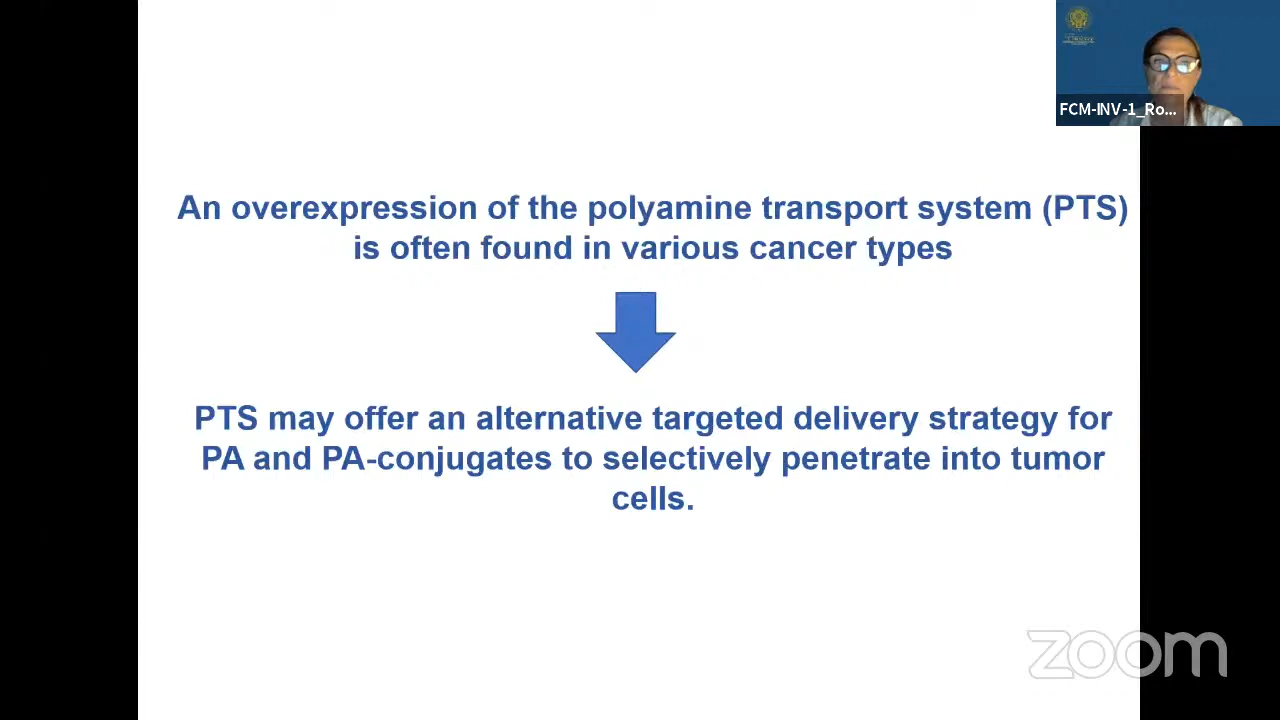 FCM-INV-1_Ro...
An overexpression of the polyamine transport system (PTS)
is often found in various cancer types
PTS may offer an alternative targeted delivery strategy for
PA and PA-conjugates to selectively penetrate into tumor
cells.
zoom